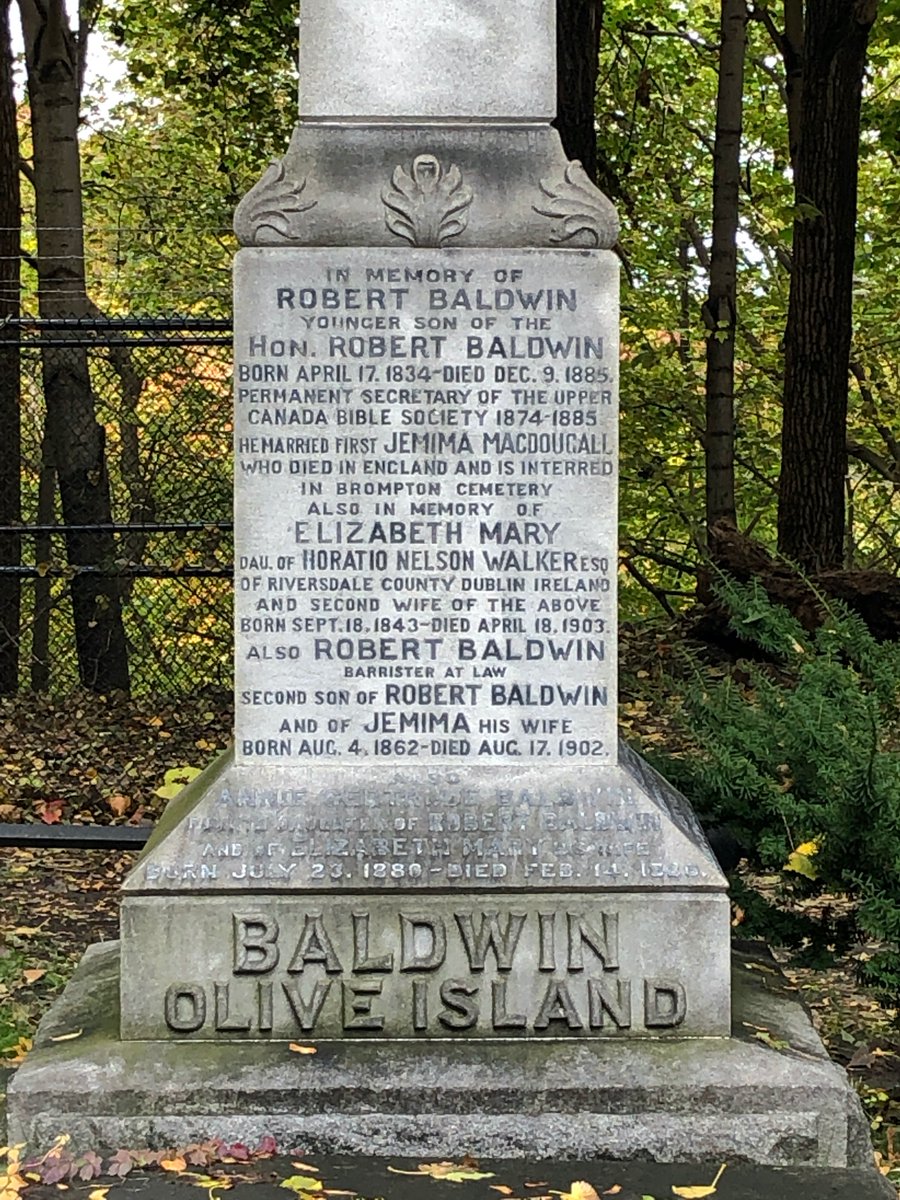 IN MEMORY OF
ROBERT BALDWIN
YOUNGER SON OF THE
HON. ROBERT BALDWIN
BORN APRIL 17. 1834-DIED DEC. 9. 1885.
PERMANENT SECRETARY OF THE UPPER
CANADA BIBLE SOCIETY 1874-1885.
HE MARRIED FIRST JEMIMA MACDOUGALL
WHO DIED IN ENGLAND AND IS INTERRED
IN BROMPTON CEMETERY
ALSO IN MEMORY OF
ELIZABETH MARY
DAU. OF HORATIO NELSON WALKER ESQ
OF RIVERSDALE COUNTY DUBLIN IRELAND
AND SECOND WIFE OF THE ABOVE
BORN SEPT. 18, 1843-DIED APRIL 18, 1903.
ALSO ROBERT BALDWIN
BARRISTER AT LAW
SECOND SON OF ROBERT BALDWIN
AND OF JEMIMA HIS WIFE
BORN AUG. 4, 1862-DIED AUG. 17, 1902.
ALSO
ANNIE GERTRUDE BALDWIN
FOURTH DAUGHTER OF ROBERT BALDWIN
AND OF ELIZABETH MARY HIS WIFE
BORN JULY 23. 1880-DIED FEB. 14,
BALDWIN
OLIVE ISLAND